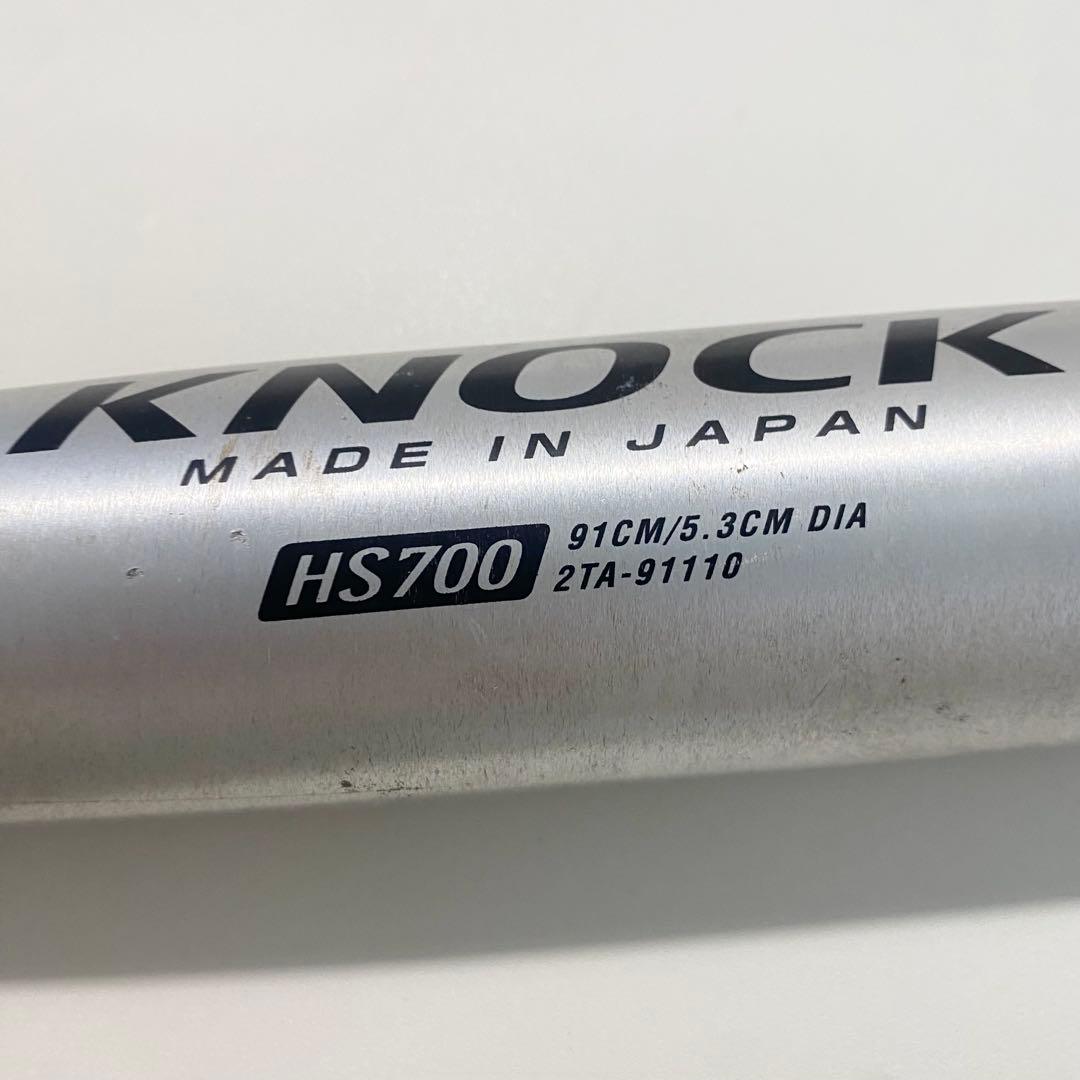 KNOCK
MADE IN JAPAN
HS700
91CM/5.3CM DIA
2TA-91110